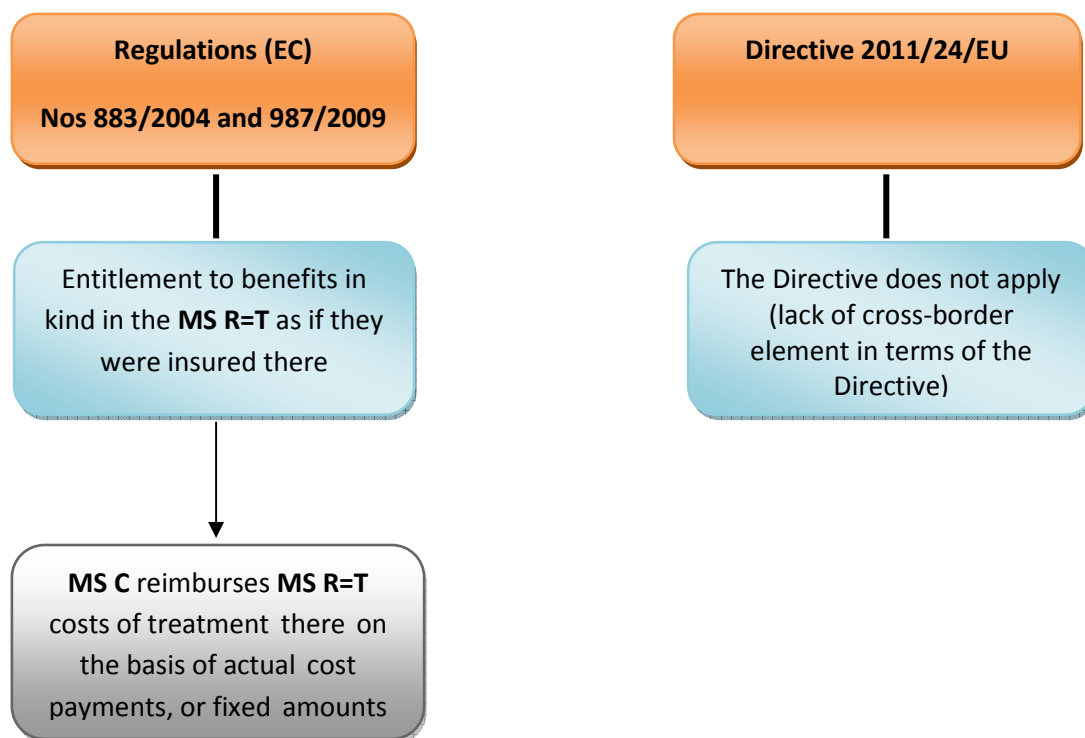 Regulations (EC)
Nos 883/2004 and 987/2009
Entitlement to benefits in
kind in the MS R=T as if they
were insured there
MS C reimburses MS R=T
costs of treatment there on
the basis of actual cost
payments, or fixed amounts
Directive 2011/24/EU
The Directive does not apply
(lack of cross-border
element in terms of the
Directive)